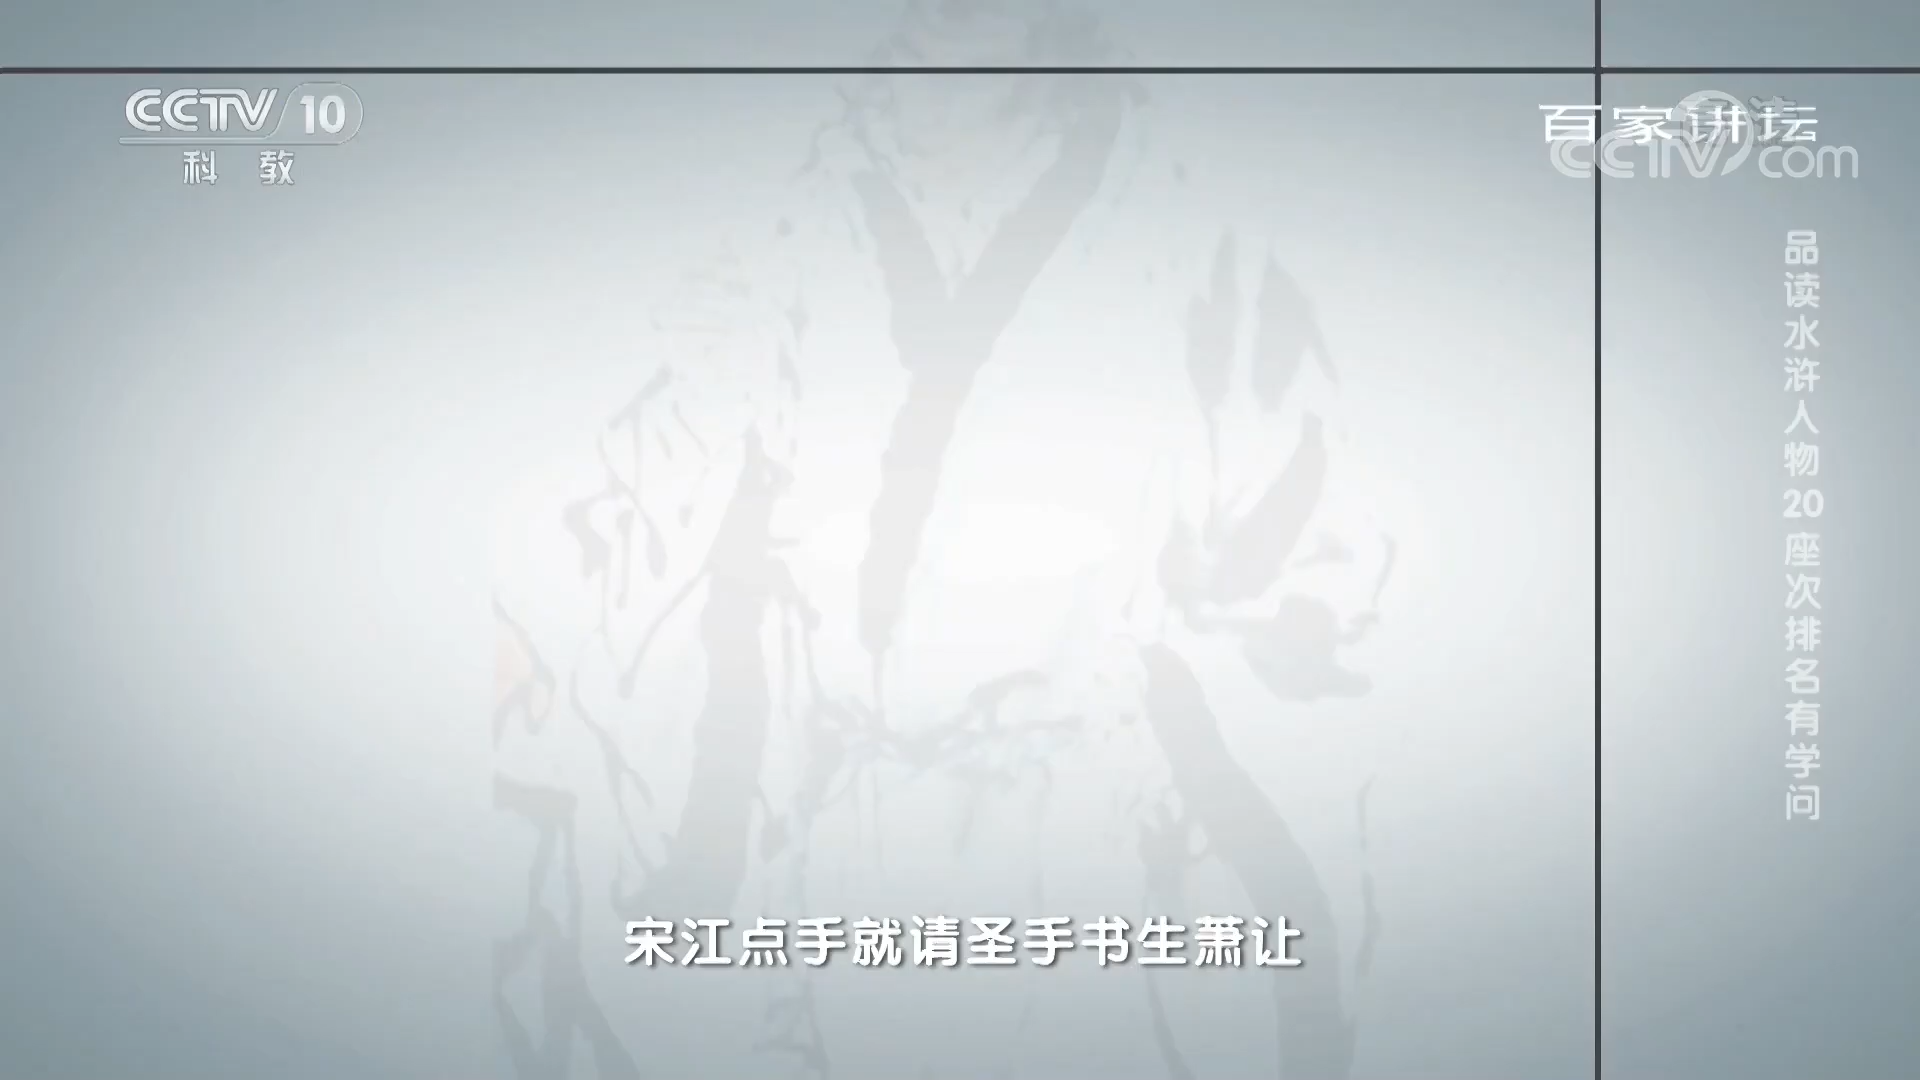 CCTV 10
科 教
百家讲坛
CCTV com
品读水浒人物20座次排名有学问
宋江点手就请圣手书生萧让